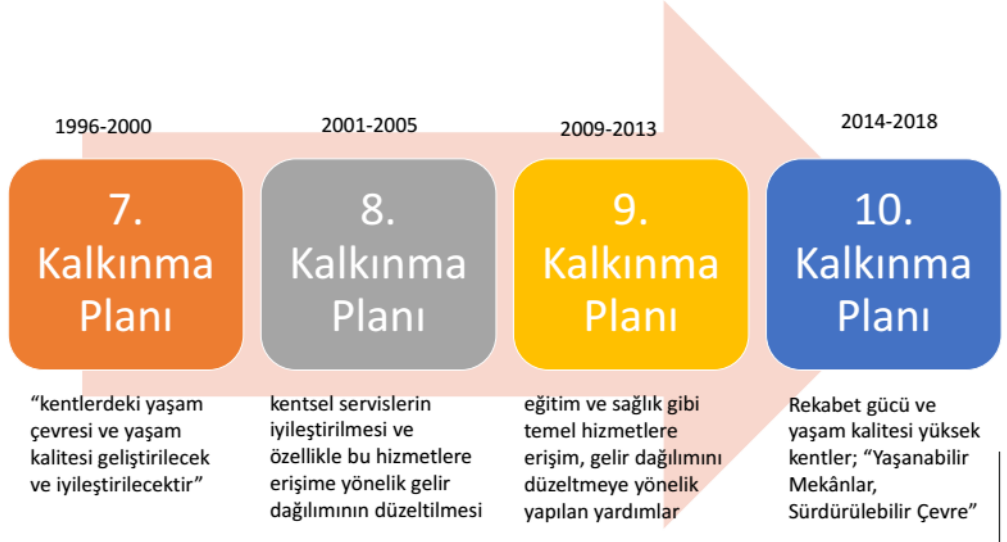 1996-2000
7.
Kalkınma
Planı
“kentlerdeki yaşam
çevresi ve yaşam
kalitesi geliştirilecek
ve iyileştirilecektir”
2001-2005
8.
Kalkınma
Planı
kentsel servislerin
iyileştirilmesi ve
özellikle bu hizmetlere
erişime yönelik gelir
dağılımının düzeltilmesi
2009-2013
9.
Kalkınma
Planı
eğitim ve sağlık gibi
temel hizmetlere
erişim, gelir dağılımını
düzeltmeye yönelik
yapılan yardımlar
2014-2018
10.
Kalkınma
Planı
Rekabet gücü ve
yaşam kalitesi yüksek
kentler; “Yaşanabilir
Mekânlar,
Sürdürülebilir Çevre”